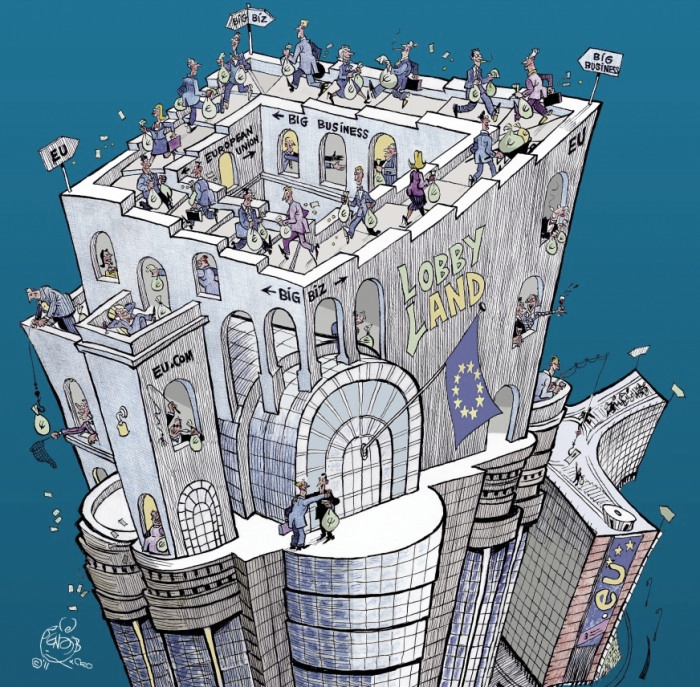 BIG BIZ
BIG
BUSINESS
EU
← BIG BUSINESS
EUROPEAN
← UNION →
EU
LOBBY
LAND
← BIG BIZ →
EU.COM
.eu